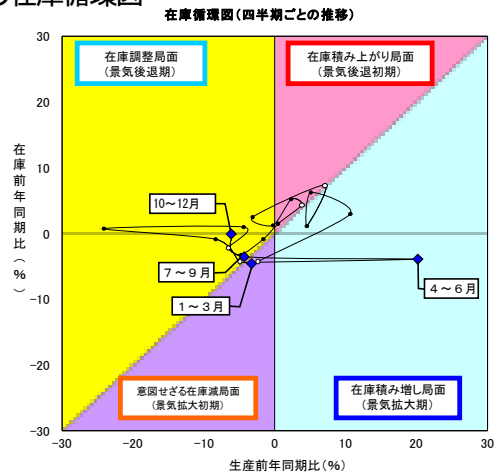 在庫循環図
在庫循環図(四半期ごとの推移)
30
20
10
0
-10
-20
-30
在庫前年同期比(%)
在庫調整局面
(景気後退期)
在庫積み上がり局面
(景気後退初期)
10～12月
7～9月
1～3月
4～6月
意図せざる在庫減局面
(景気拡大初期)
在庫積み増し局面
(景気拡大期)
-30
-20
-10
0
10
20
30
生産前年同期比(%)